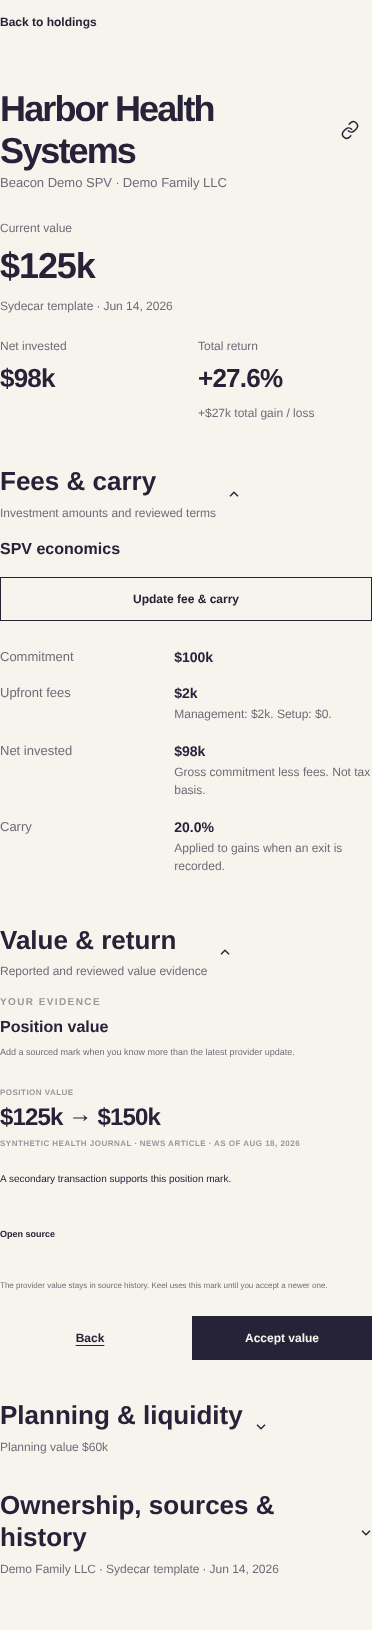 Back to holdings
Harbor Health
Systems
Beacon Demo SPV · Demo Family LLC
Current value
$125k
Sydecar template · Jun 14, 2026
Net invested
Total return
$98k
+27.6%
+$27k total gain / loss
Fees & carry
Investment amounts and reviewed terms
SPV economics
Update fee & carry
Commitment
$100k
Upfront fees
$2k
Management: $2k. Setup: $0.
Net invested
$98k
Gross commitment less fees. Not tax
basis.
Carry
20.0%
Applied to gains when an exit is
recorded.
Value & return
Reported and reviewed value evidence
YOUR EVIDENCE
Position value
Add a sourced mark when you know more than the latest provider update.
POSITION VALUE
$125k → $150k
SYNTHETIC HEALTH JOURNAL · NEWS ARTICLE · AS OF AUG 18, 2026
A secondary transaction supports this position mark.
Open source
The provider value stays in source history. Keel uses this mark until you accept a newer one.
Back
Accept value
Planning & liquidity
Planning value $60k
Ownership, sources &
history
Demo Family LLC · Sydecar template · Jun 14, 2026